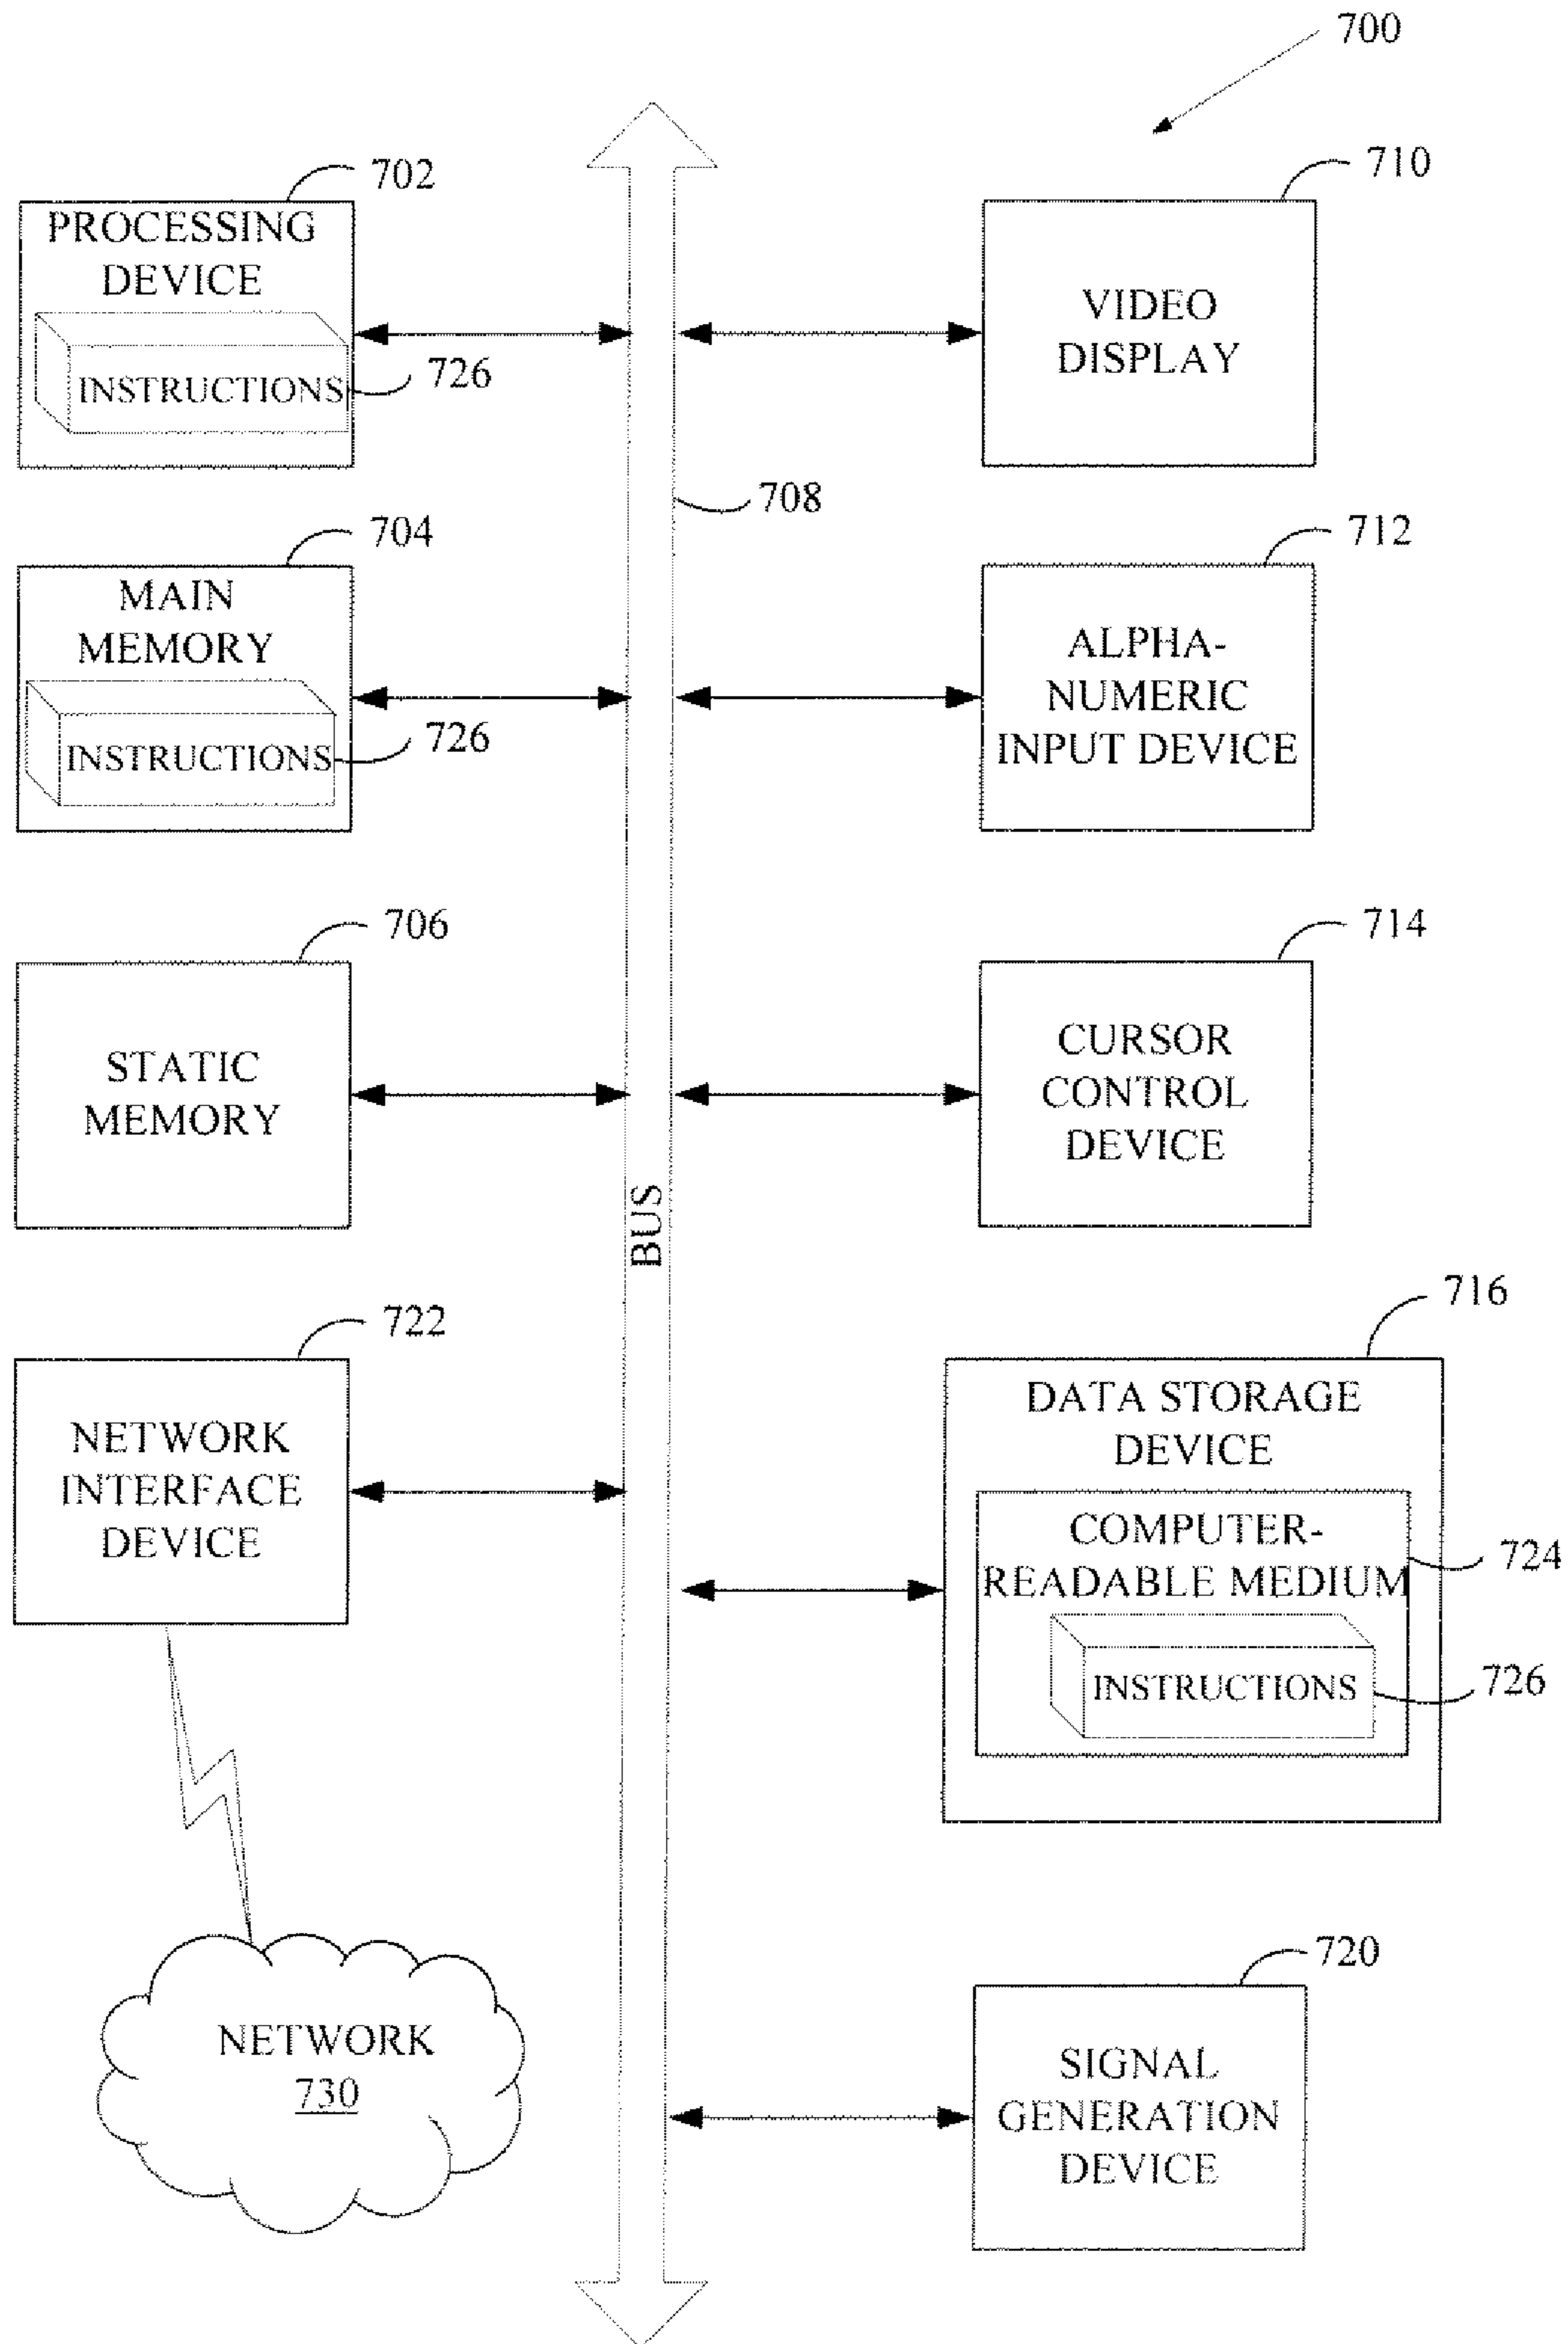 700
702
PROCESSING
DEVICE
INSTRUCTIONS
726
710
VIDEO
DISPLAY
708
704
MAIN
MEMORY
INSTRUCTIONS
726
712
ALPHA-
NUMERIC
INPUT DEVICE
706
STATIC
MEMORY
714
CURSOR
CONTROL
DEVICE
BUS
722
NETWORK
INTERFACE
DEVICE
716
DATA STORAGE
DEVICE
COMPUTER-
READABLE MEDIUM
724
INSTRUCTIONS
726
NETWORK
730
720
SIGNAL
GENERATION
DEVICE